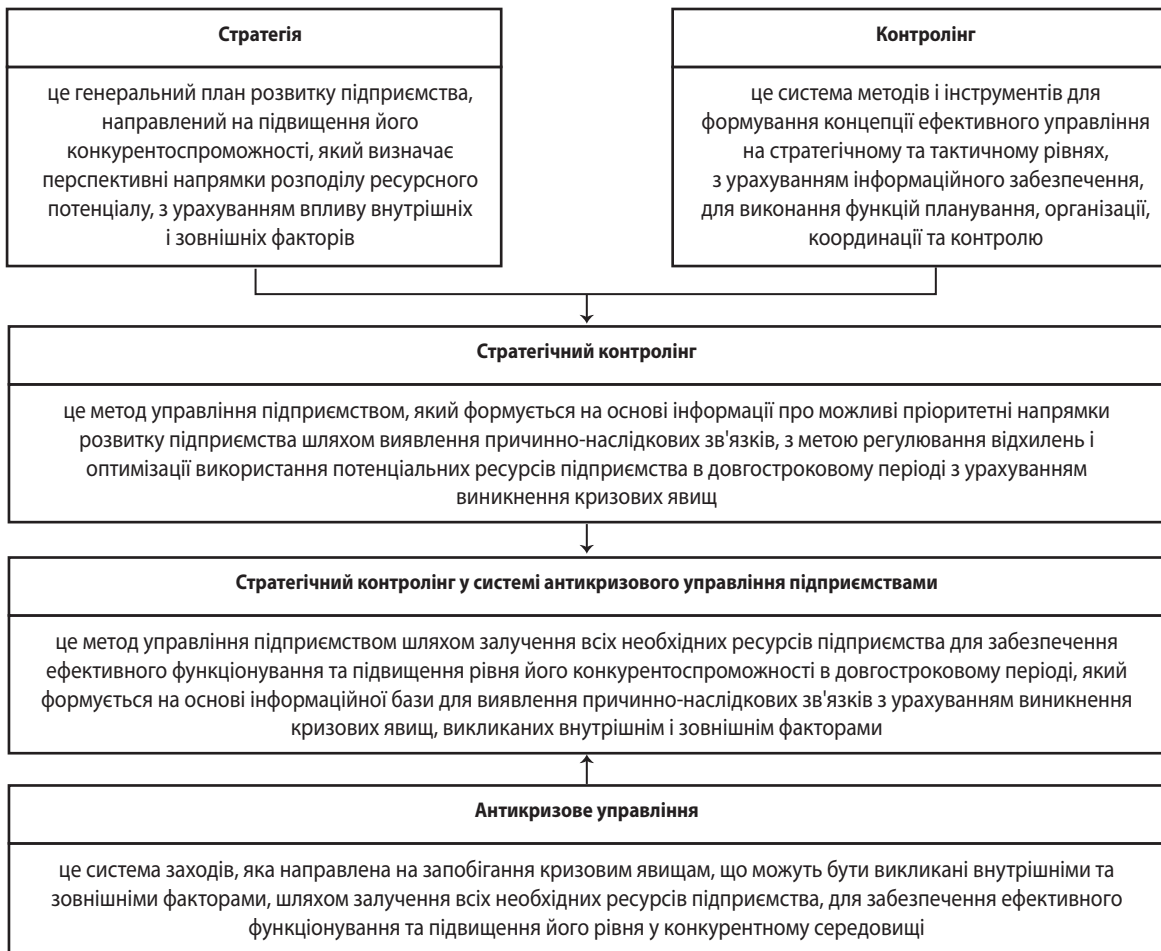 Стратегія
це генеральний план розвитку підприємства,
направлений на підвищення його
конкурентоспроможності, який визначає
перспективні напрямки розподілу ресурсного
потенціалу, з урахуванням впливу внутрішніх
і зовнішніх факторів
Контролінг
це система методів і інструментів для
формування концепції ефективного управління
на стратегічному та тактичному рівнях,
з урахуванням інформаційного забезпечення,
для виконання функцій планування, організації,
координації та контролю
Стратегічний контролінг
це метод управління підприємством, який формується на основі інформації про можливі пріоритетні напрямки
розвитку підприємства шляхом виявлення причинно-наслідкових зв'язків, з метою регулювання відхилень і
оптимізації використання потенціальних ресурсів підприємства в довгостроковому періоді з урахуванням
виникнення кризових явищ
Стратегічний контролінг у системі антикризового управління підприємствами
це метод управління підприємством шляхом залучення всіх необхідних ресурсів підприємства для забезпечення
ефективного функціонування та підвищення рівня його конкурентоспроможності в довгостроковому періоді, який
формується на основі інформаційної бази для виявлення причинно-наслідкових зв'язків з урахуванням виникнення
кризових явищ, викликаних внутрішнім і зовнішнім факторами
Антикризове управління
це система заходів, яка направлена на запобігання кризовим явищам, що можуть бути викликані внутрішніми та
зовнішніми факторами, шляхом залучення всіх необхідних ресурсів підприємства, для забезпечення ефективного
функціонування та підвищення його рівня у конкурентному середовищі